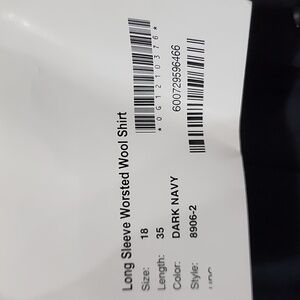 Long Sleeve Worsted Wool Shirt
Size: 18
Length: 35
Color: DARK NAVY
Style: 8906-2
*0G1210376*
600729596466